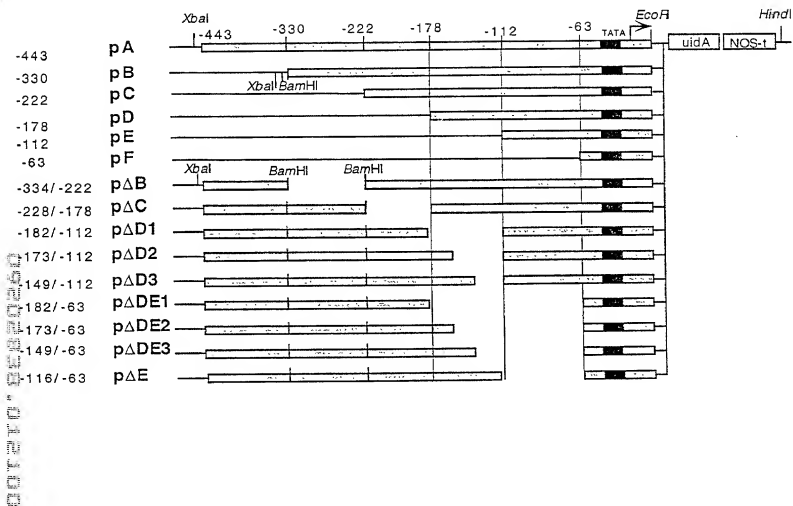 XbaI EcoRI HindI
-443 -330 -222 -178 -112 -63 TATA
-443 pA uidA NOS-t
-330 pB
XbaI BamHI
-222 pC
-178 pD
-112 pE
-63 pF
XbaI BamHI BamHI
-334/-222 pΔB
-228/-178 pΔC
-182/-112 pΔD1
-173/-112 pΔD2
-149/-112 pΔD3
-182/-63 pΔDE1
-173/-63 pΔDE2
-149/-63 pΔDE3
-116/-63 pΔE